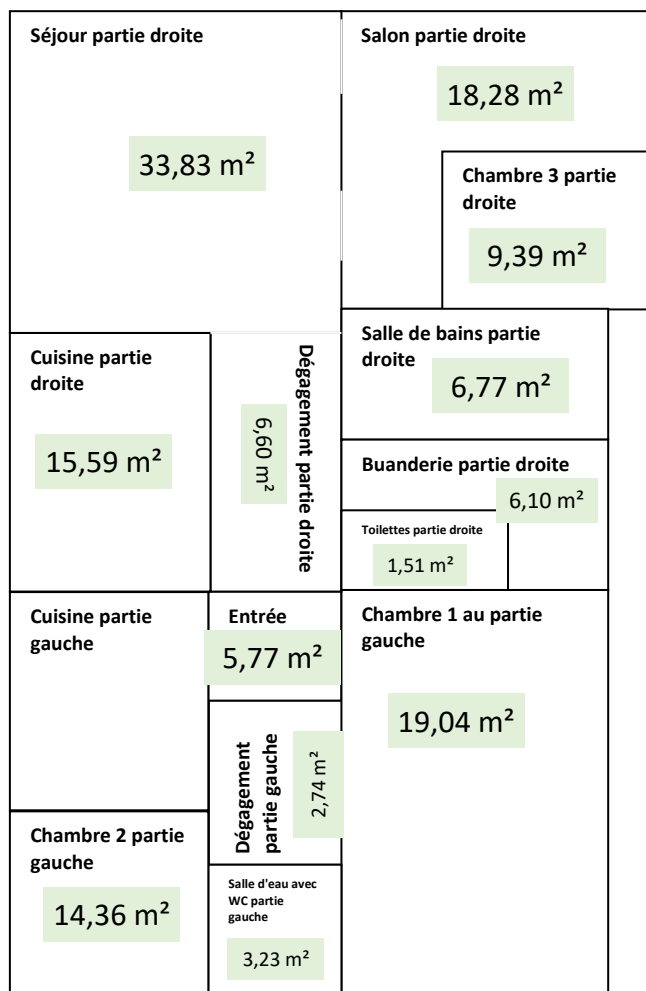 Séjour partie droite
33,83 m²
Salon partie droite
18,28 m²
Chambre 3 partie
droite
9,39 m²
Cuisine partie
droite
15,59 m²
Dégagement partie droite
6,60 m²
Salle de bains partie
droite
6,77 m²
Buanderie partie droite
6,10 m²
Toilettes partie droite
1,51 m²
Cuisine partie
gauche
Entrée
5,77 m²
Chambre 1 au partie
gauche
19,04 m²
Dégagement
partie gauche
2,74 m²
Chambre 2 partie
gauche
14,36 m²
Salle d'eau avec
WC partie
gauche
3,23 m²